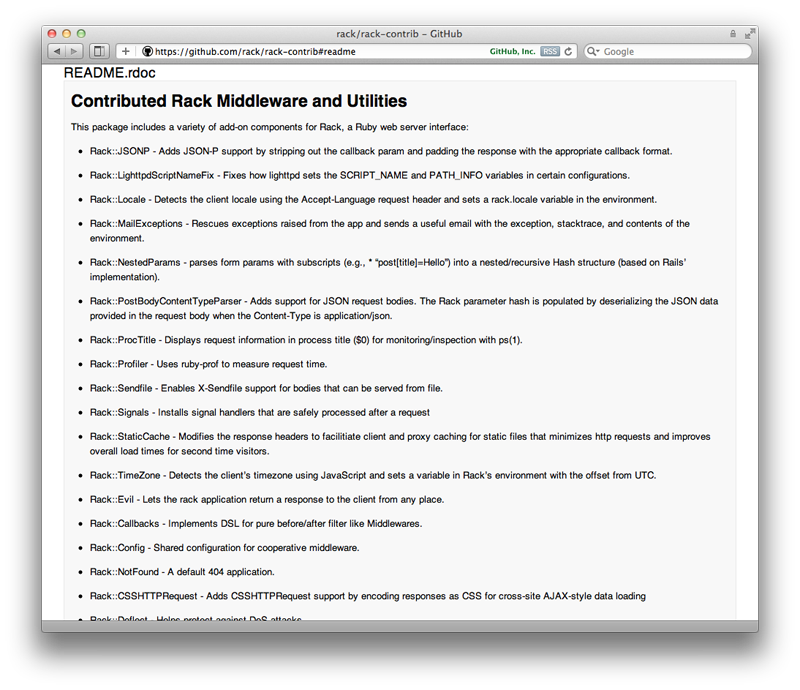 rack/rack-contrib – GitHub
https://github.com/rack/rack-contrib#readme GitHub, Inc. RSS Google
README.rdoc
Contributed Rack Middleware and Utilities
This package includes a variety of add-on components for Rack, a Ruby web server interface:
• Rack::JSONP - Adds JSON-P support by stripping out the callback param and padding the response with the appropriate callback format.
• Rack::LighttpdScriptNameFix - Fixes how lighttpd sets the SCRIPT_NAME and PATH_INFO variables in certain configurations.
• Rack::Locale - Detects the client locale using the Accept-Language request header and sets a rack.locale variable in the environment.
• Rack::MailExceptions - Rescues exceptions raised from the app and sends a useful email with the exception, stacktrace, and contents of the
environment.
• Rack::NestedParams - parses form params with subscripts (e.g., * “post[title]=Hello”) into a nested/recursive Hash structure (based on Rails’
implementation).
• Rack::PostBodyContentTypeParser - Adds support for JSON request bodies. The Rack parameter hash is populated by deserializing the JSON data
provided in the request body when the Content-Type is application/json.
• Rack::ProcTitle - Displays request information in process title ($0) for monitoring/inspection with ps(1).
• Rack::Profiler - Uses ruby-prof to measure request time.
• Rack::Sendfile - Enables X-Sendfile support for bodies that can be served from file.
• Rack::Signals - Installs signal handlers that are safely processed after a request
• Rack::StaticCache - Modifies the response headers to facilitiate client and proxy caching for static files that minimizes http requests and improves
overall load times for second time visitors.
• Rack::TimeZone - Detects the client’s timezone using JavaScript and sets a variable in Rack’s environment with the offset from UTC.
• Rack::Evil - Lets the rack application return a response to the client from any place.
• Rack::Callbacks - Implements DSL for pure before/after filter like Middlewares.
• Rack::Config - Shared configuration for cooperative middleware.
• Rack::NotFound - A default 404 application.
• Rack::CSSHTTPRequest - Adds CSSHTTPRequest support by encoding responses as CSS for cross-site AJAX-style data loading
• Rack::Deflect - Helps protect against DoS attacks.